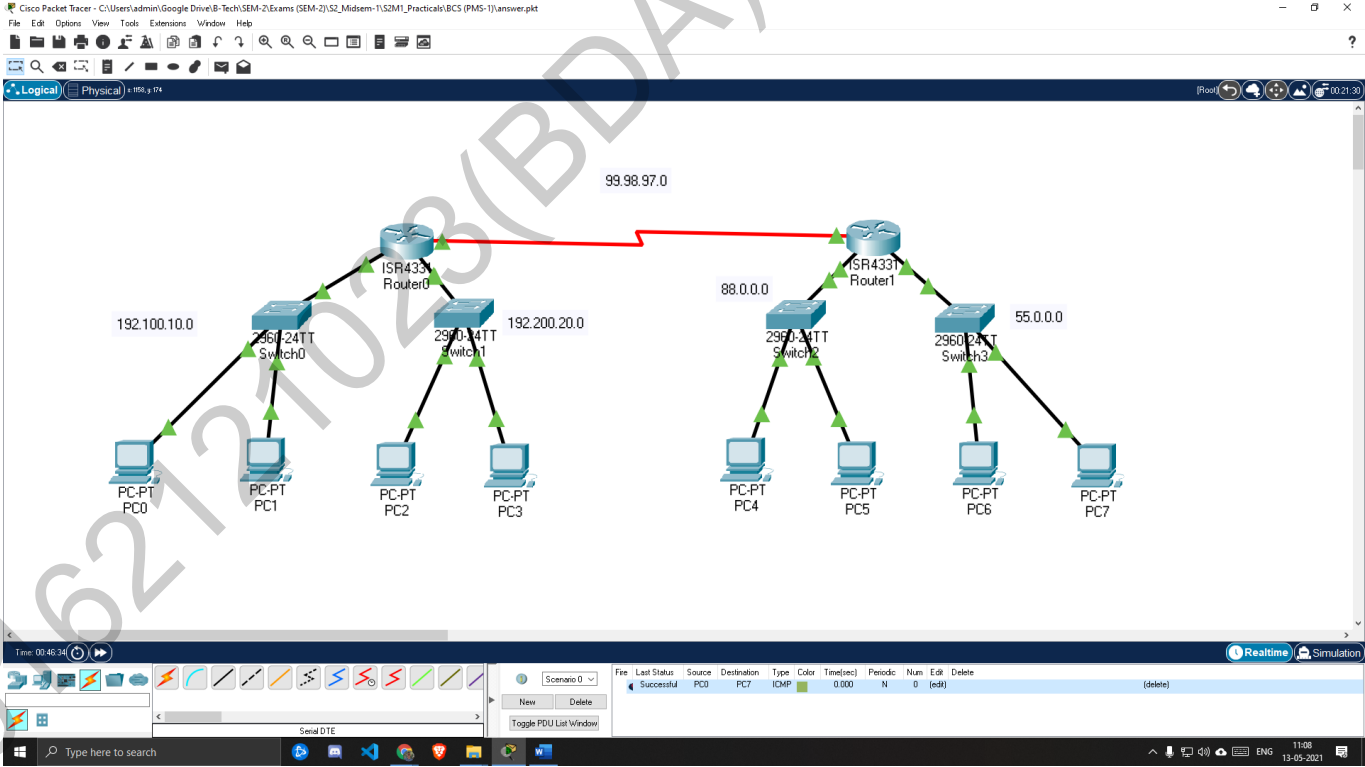 Cisco Packet Tracer - C:\Users\admin\Google Drive\B-Tech\SEM-2\Exams (SEM-2)\S2_Midsem-1\S2M1_Practicals\BCS (PMS-1)\answer.pkt
File Edit Options View Tools Extensions Window Help
?
Logical Physical x: 1158, y: 174 [Root] 00:21:30
99.98.97.0
ISR4331
Router0
ISR4331
Router1
88.0.0.0
192.100.10.0
192.200.20.0
55.0.0.0
2960-24TT
Switch0
2960-24TT
Switch1
2960-24TT
Switch2
2960-24TT
Switch3
PC-PT
PC0
PC-PT
PC1
PC-PT
PC2
PC-PT
PC3
PC-PT
PC4
PC-PT
PC5
PC-PT
PC6
PC-PT
PC7
Time: 00:46:34 Realtime Simulation
Scenario 0
New Delete
Toggle PDU List Window
Fire Last Status Source Destination Type Color Time(sec) Periodic Num Edit Delete
Successful PC0 PC7 ICMP 0.000 N 0 (edit) (delete)
Serial DTE
Type here to search
ENG 11:08
13-05-2021